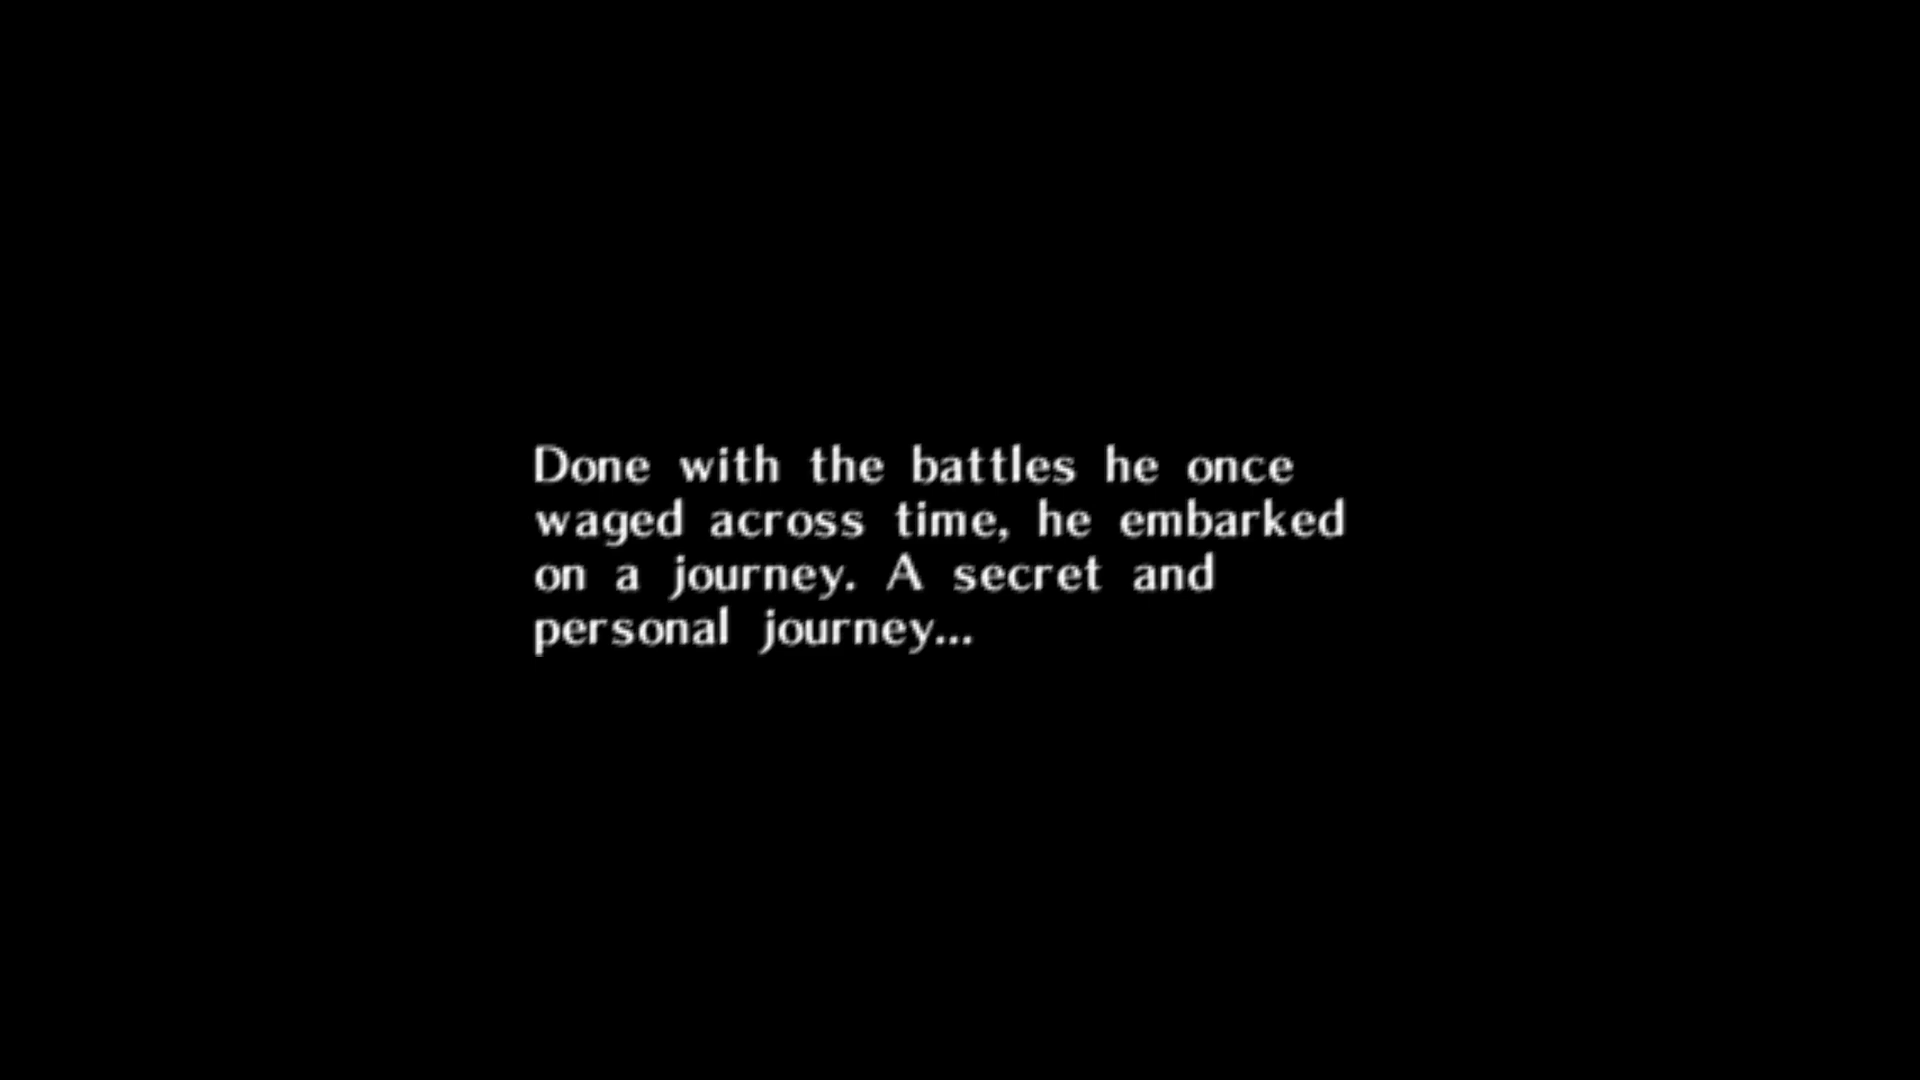 Done with the battles he once
waged across time, he embarked
on a journey. A secret and
personal journey...